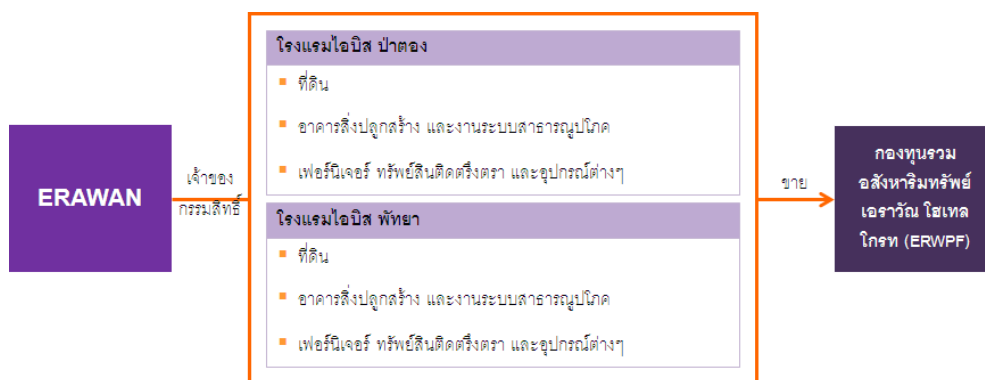 ERAWAN
เจ้าของ
กรรมสิทธิ์
โรงแรมไอบิส ป่าตอง
ที่ดิน
อาคารสิ่งปลูกสร้าง และงานระบบสาธารณูปโภค
เฟอร์นิเจอร์ ทรัพย์สินติดตรึงตรา และอุปกรณ์ต่างๆ
โรงแรมไอบิส พัทยา
ที่ดิน
อาคารสิ่งปลูกสร้าง และงานระบบสาธารณูปโภค
เฟอร์นิเจอร์ ทรัพย์สินติดตรึงตรา และอุปกรณ์ต่างๆ
ขาย
กองทุนรวม
อสังหาริมทรัพย์
เอราวัณ โฮเทล
โกรท (ERWPF)